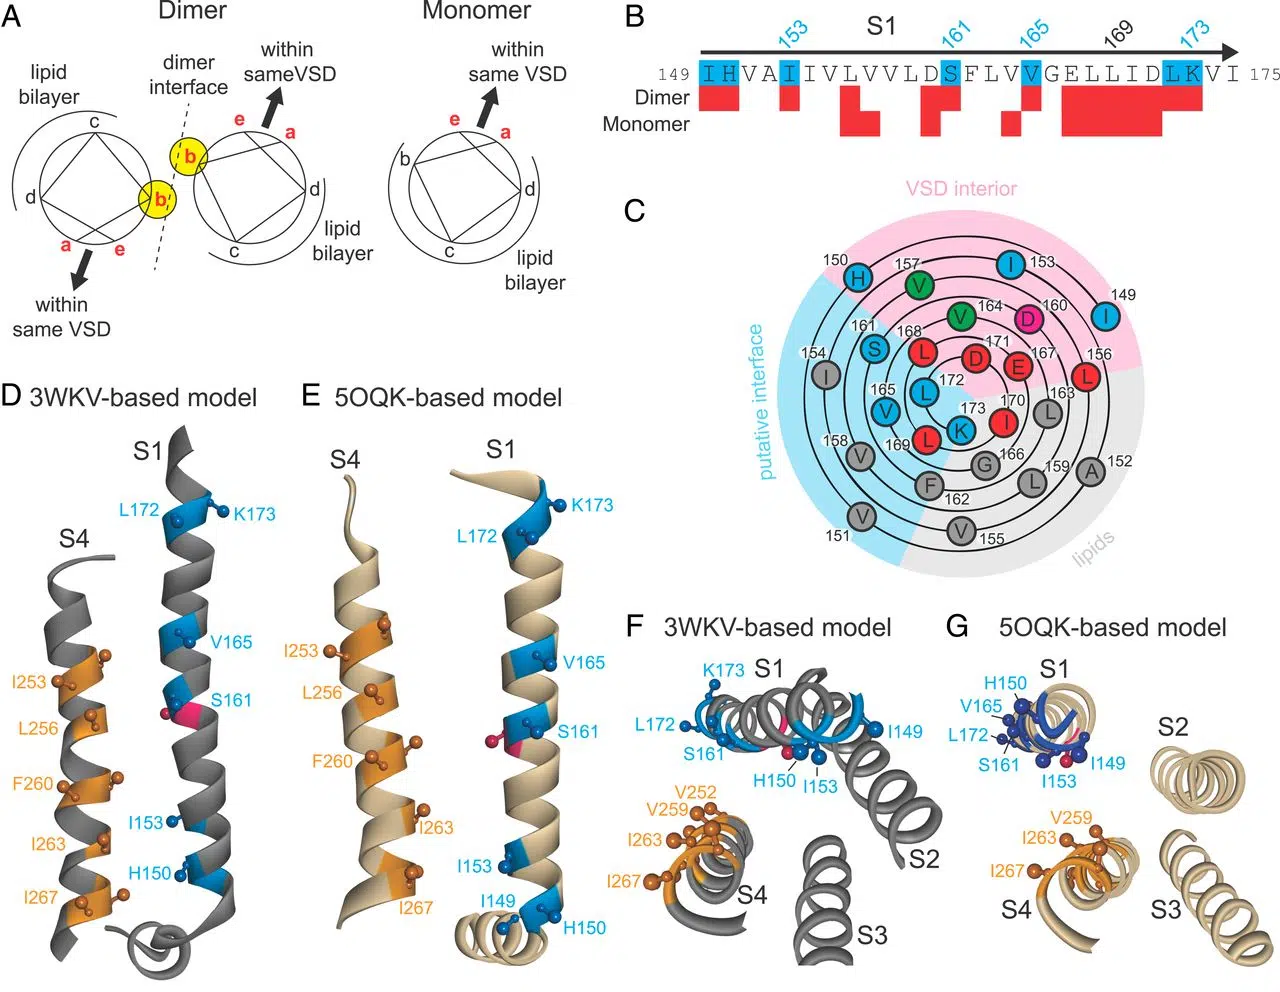 A
Dimer
Monomer
lipid
bilayer
dimer
interface
within
sameVSD
within
same VSD
c
b
d
a
e
e
a
b
d
c
e
a
b
d
c
lipid
bilayer
lipid
bilayer
within
same VSD
B
153
S1
161
165
169
173
149 IHVAIIVLVVLDSFLVVGELLIDLKVI 175
Dimer
Monomer
C
VSD interior
putative interface
lipids
150 H
157 V
I 153
I 149
161 S
168 L
164 V
D 160
171 D
E 167
156 L
154 I
172 L
165 V
173 K
170 I
163 L
169 L
158 V
G 166
F 162
L 159
A 152
V 151
V 155
D 3WKV-based model
S1
L172
K173
S4
V165
I253
S161
L256
F260
I153
I263
H150
I267
E 5OQK-based model
S4
S1
K173
L172
I253
V165
L256
S161
F260
I263
I153
I149
I267
H150
F
3WKV-based model
K173
S1
L172
S161
I149
H150
I153
V252
V259
I263
I267
S4
S2
S3
G
5OQK-based model
S1
H150
V165
L172
S161
I149
I153
S2
V259
I263
I267
S4
S3